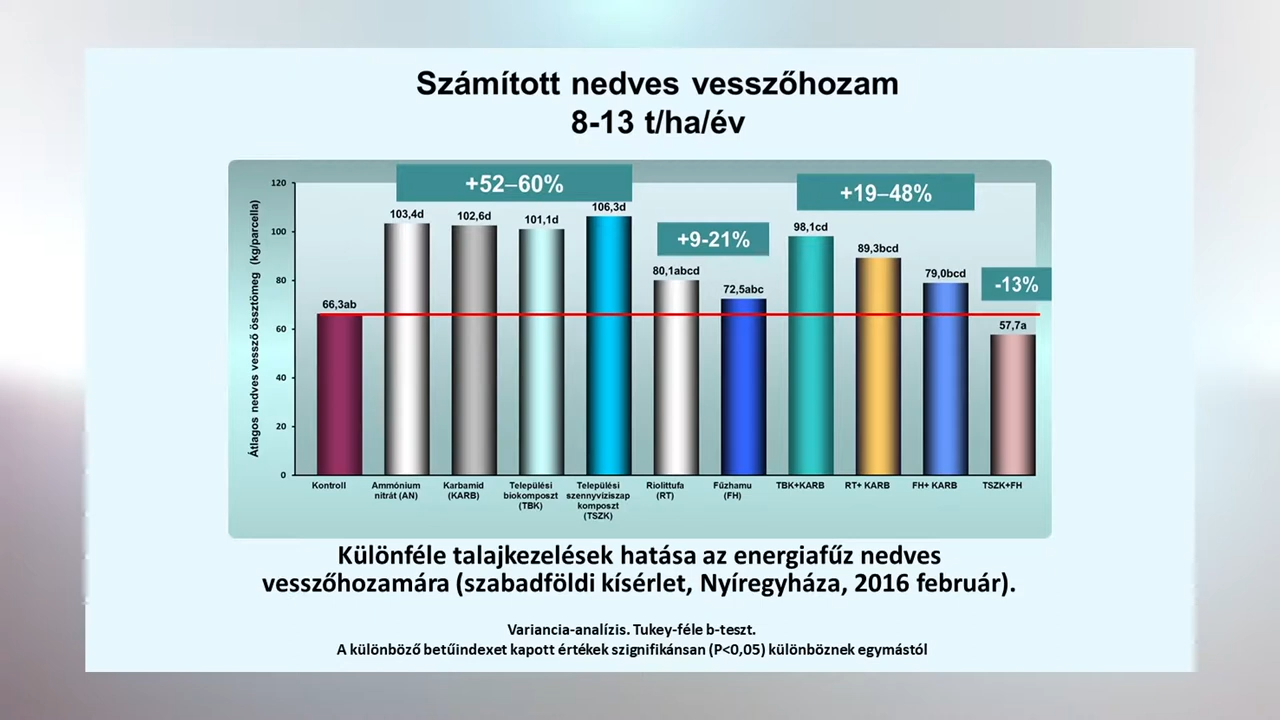 Számított nedves vesszőhozam
8-13 t/ha/év
+52–60%
+19–48%
+9-21%
-13%
Átlagos nedves vessző össztömeg (kg/parcella)
120
100
80
60
40
20
0
66,3ab
103,4d
102,6d
101,1d
106,3d
80,1abcd
72,5abc
98,1cd
89,3bcd
79,0bcd
57,7a
Kontroll
Ammónium
nitrát (AN)
Karbamid
(KARB)
Települési
biokomposzt
(TBK)
Települési
szennyvíziszap
komposzt
(TSZK)
Riolittufa
(RT)
Fűzhamu
(FH)
TBK+KARB
RT+ KARB
FH+ KARB
TSZK+FH
Különféle talajkezelések hatása az energiafűz nedves
vesszőhozamára (szabadföldi kísérlet, Nyíregyháza, 2016 február).
Variancia-analízis. Tukey-féle b-teszt.
A különböző betűindexet kapott értékek szignifikánsan (P<0,05) különböznek egymástól